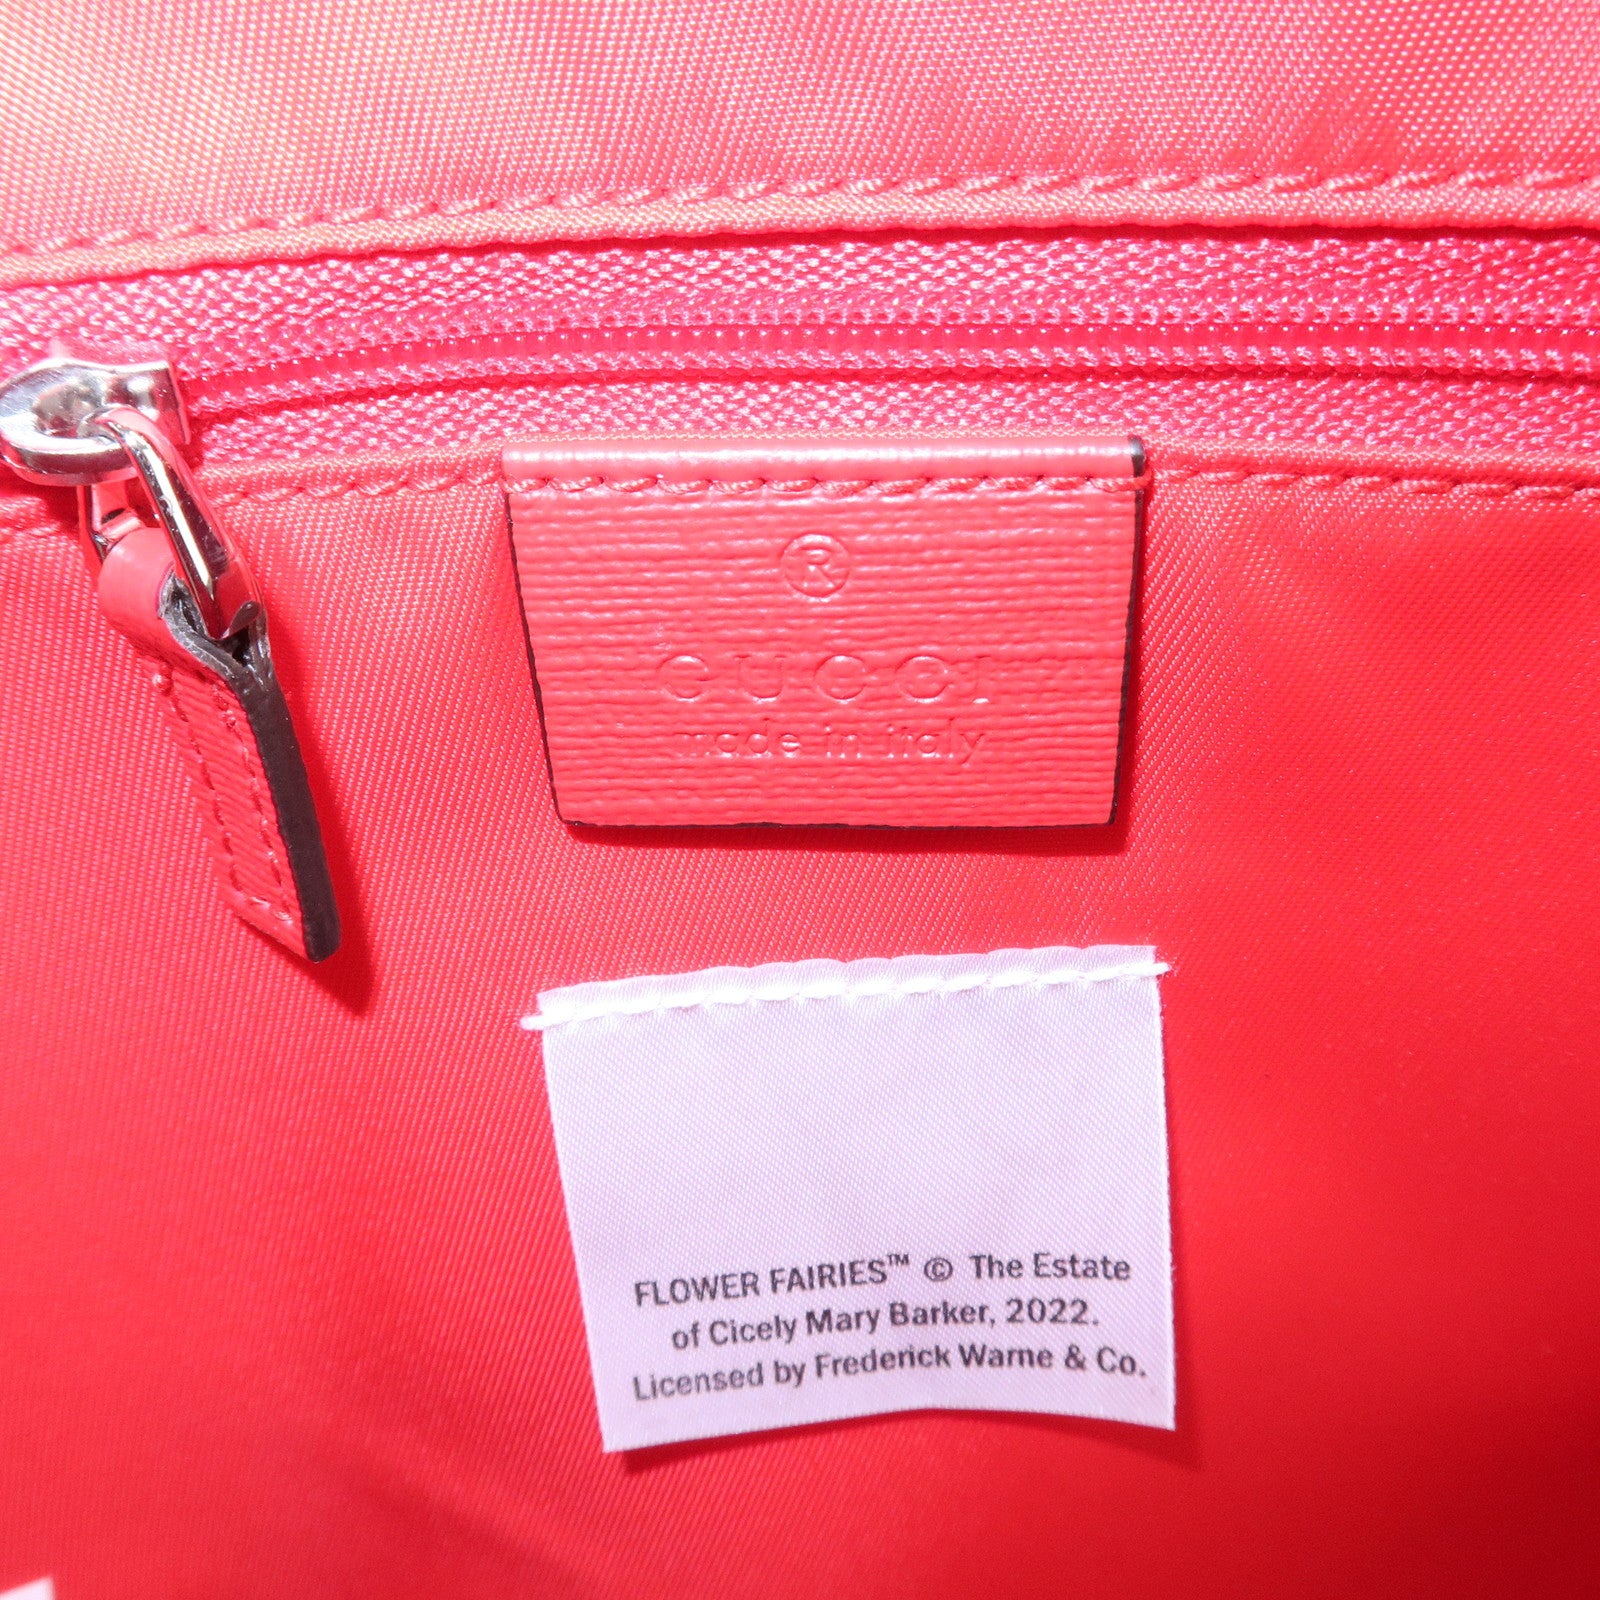 ®
GUCCI
made in italy
FLOWER FAIRIES™ © The Estate
of Cicely Mary Barker, 2022.
Licensed by Frederick Warne & Co.